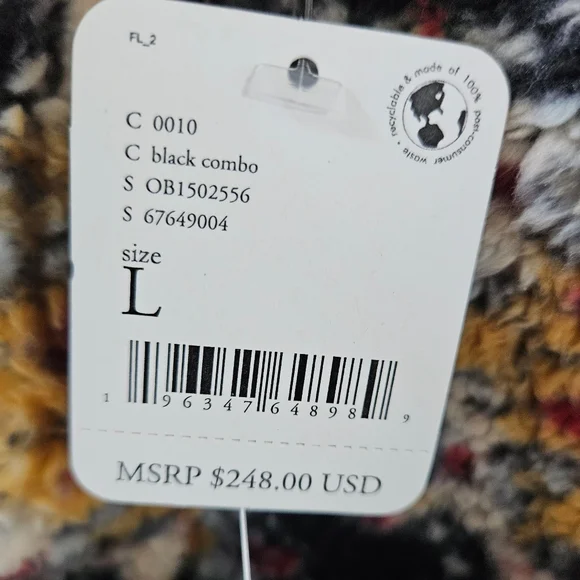 FL_2
recyclable & made of 100% post-consumer waste •
C 0010
C black combo
S OB1502556
S 67649004
size
L
1 96347 64898 9
MSRP $248.00 USD